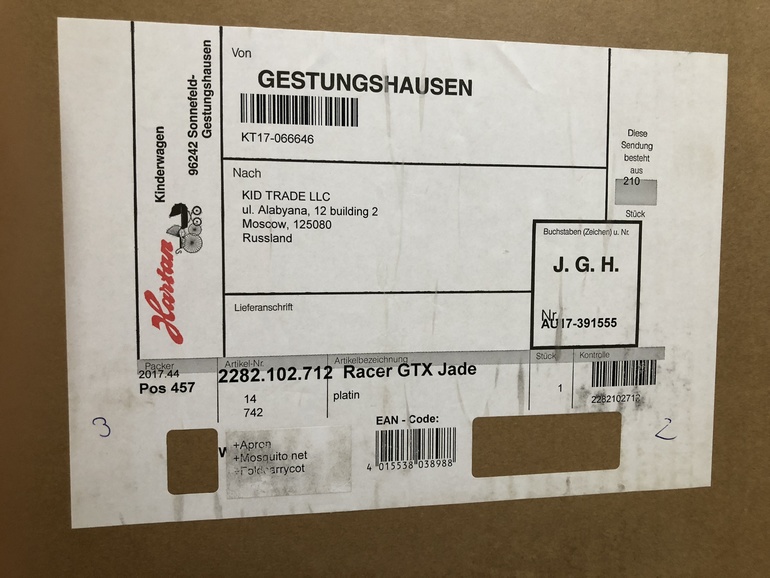 Hartan
Kinderwagen
96242 Sonnefeld-
Gestungshausen
Von
GESTUNGSHAUSEN
KT17-066646
Nach
KID TRADE LLC
ul. Alabyana, 12 building 2
Moscow, 125080
Russland
Lieferanschrift
Diese
Sendung
besteht
aus
210
Stück
Buchstaben (Zeichen) u. Nr.
J. G. H.
Nr.
AU17-391555
Packer
2017.44
Pos 457
Artikel-Nr.
2282.102.712
14
742
Artikelbezeichnung
Racer GTX Jade
platin
Stück
1
Kontrolle
2282102712
3
W
+Apron
+Mosquito net
+Foldcarrycot
EAN - Code:
4 015538 038988
2